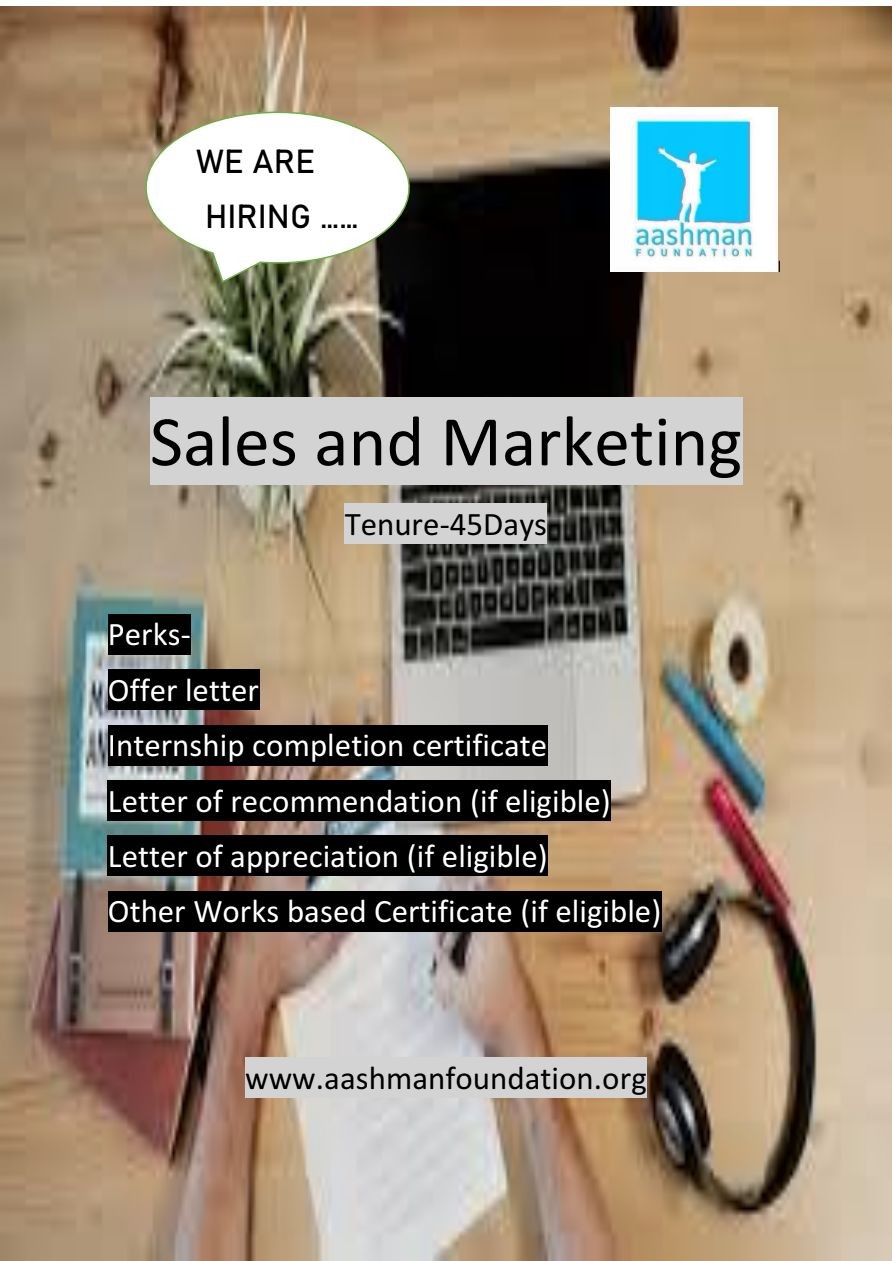 WE ARE
HIRING ......
aashman
FOUNDATION
Sales and Marketing
Tenure-45Days
Perks-
Offer letter
Internship completion certificate
Letter of recommendation (if eligible)
Letter of appreciation (if eligible)
Other Works based Certificate (if eligible)
www.aashmanfoundation.org